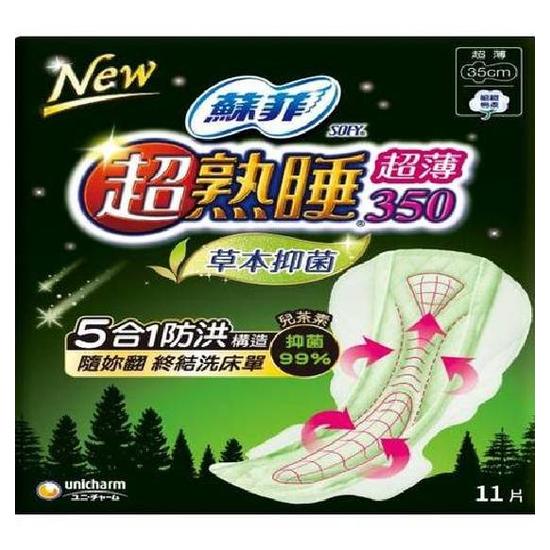 New
超薄
35cm
蘇菲
SOFY®
超熟睡®
超薄
350
草本抑菌
5合1防洪構造
隨妳翻 終結洗床單
兒茶素
抑菌
99%
unicharm
ユニ・チャーム
11片